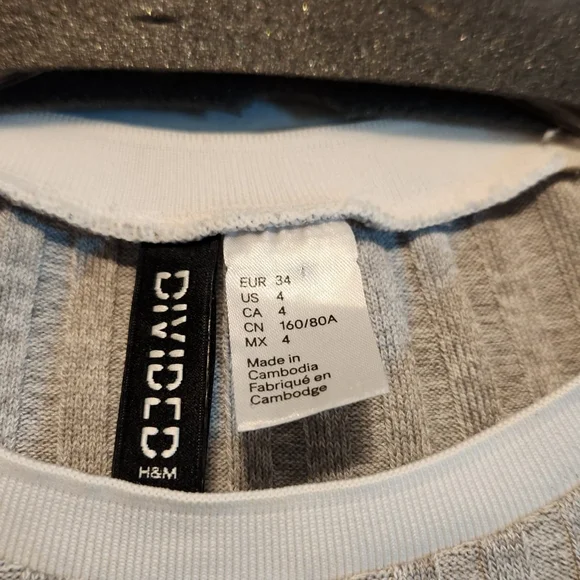 DIVIDED
H&M
EUR 34
US 4
CA 4
CN 160/80A
MX 4
Made in
Cambodia
Fabriqué en
Cambodge